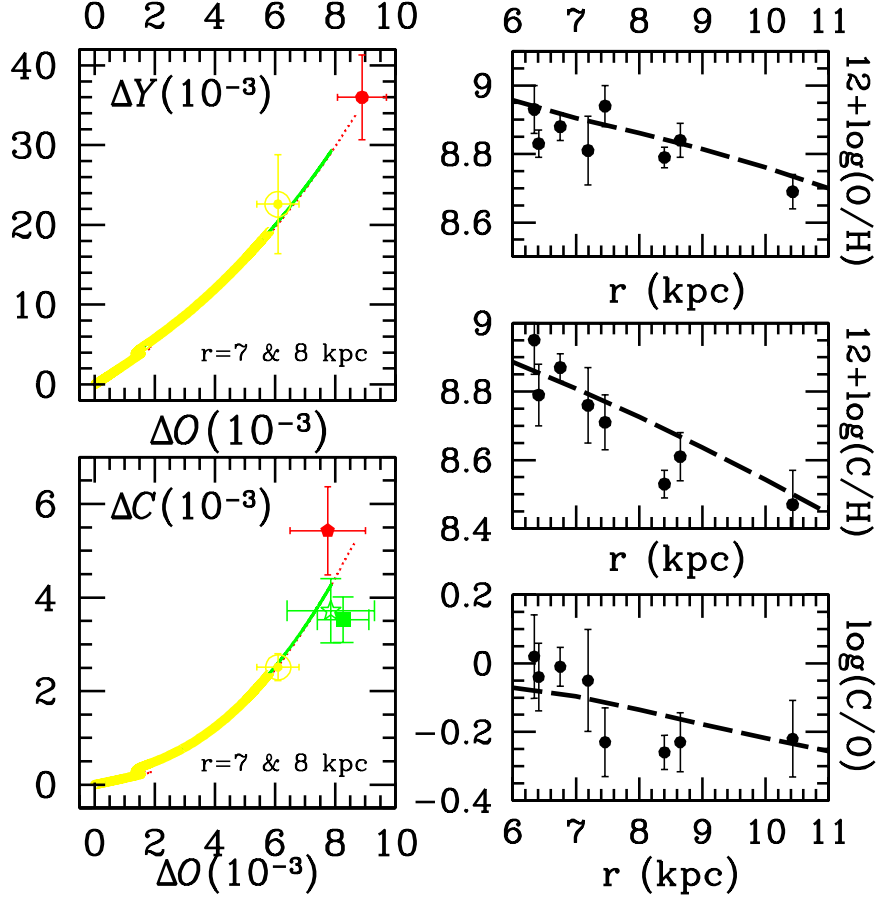 0 2 4 6 8 10
40
30
20
10
0
ΔY(10⁻³)
r=7 & 8 kpc
ΔO(10⁻³)
6
4
2
0
ΔC(10⁻³)
r=7 & 8 kpc
0 2 4 6 8 10
ΔO(10⁻³)
6 7 8 9 10 11
9
8.8
8.6
12+log(O/H)
r (kpc)
9
8.8
8.6
8.4
12+log(C/H)
r (kpc)
0.2
0
-0.2
-0.4
log(C/O)
6 7 8 9 10 11
r (kpc)